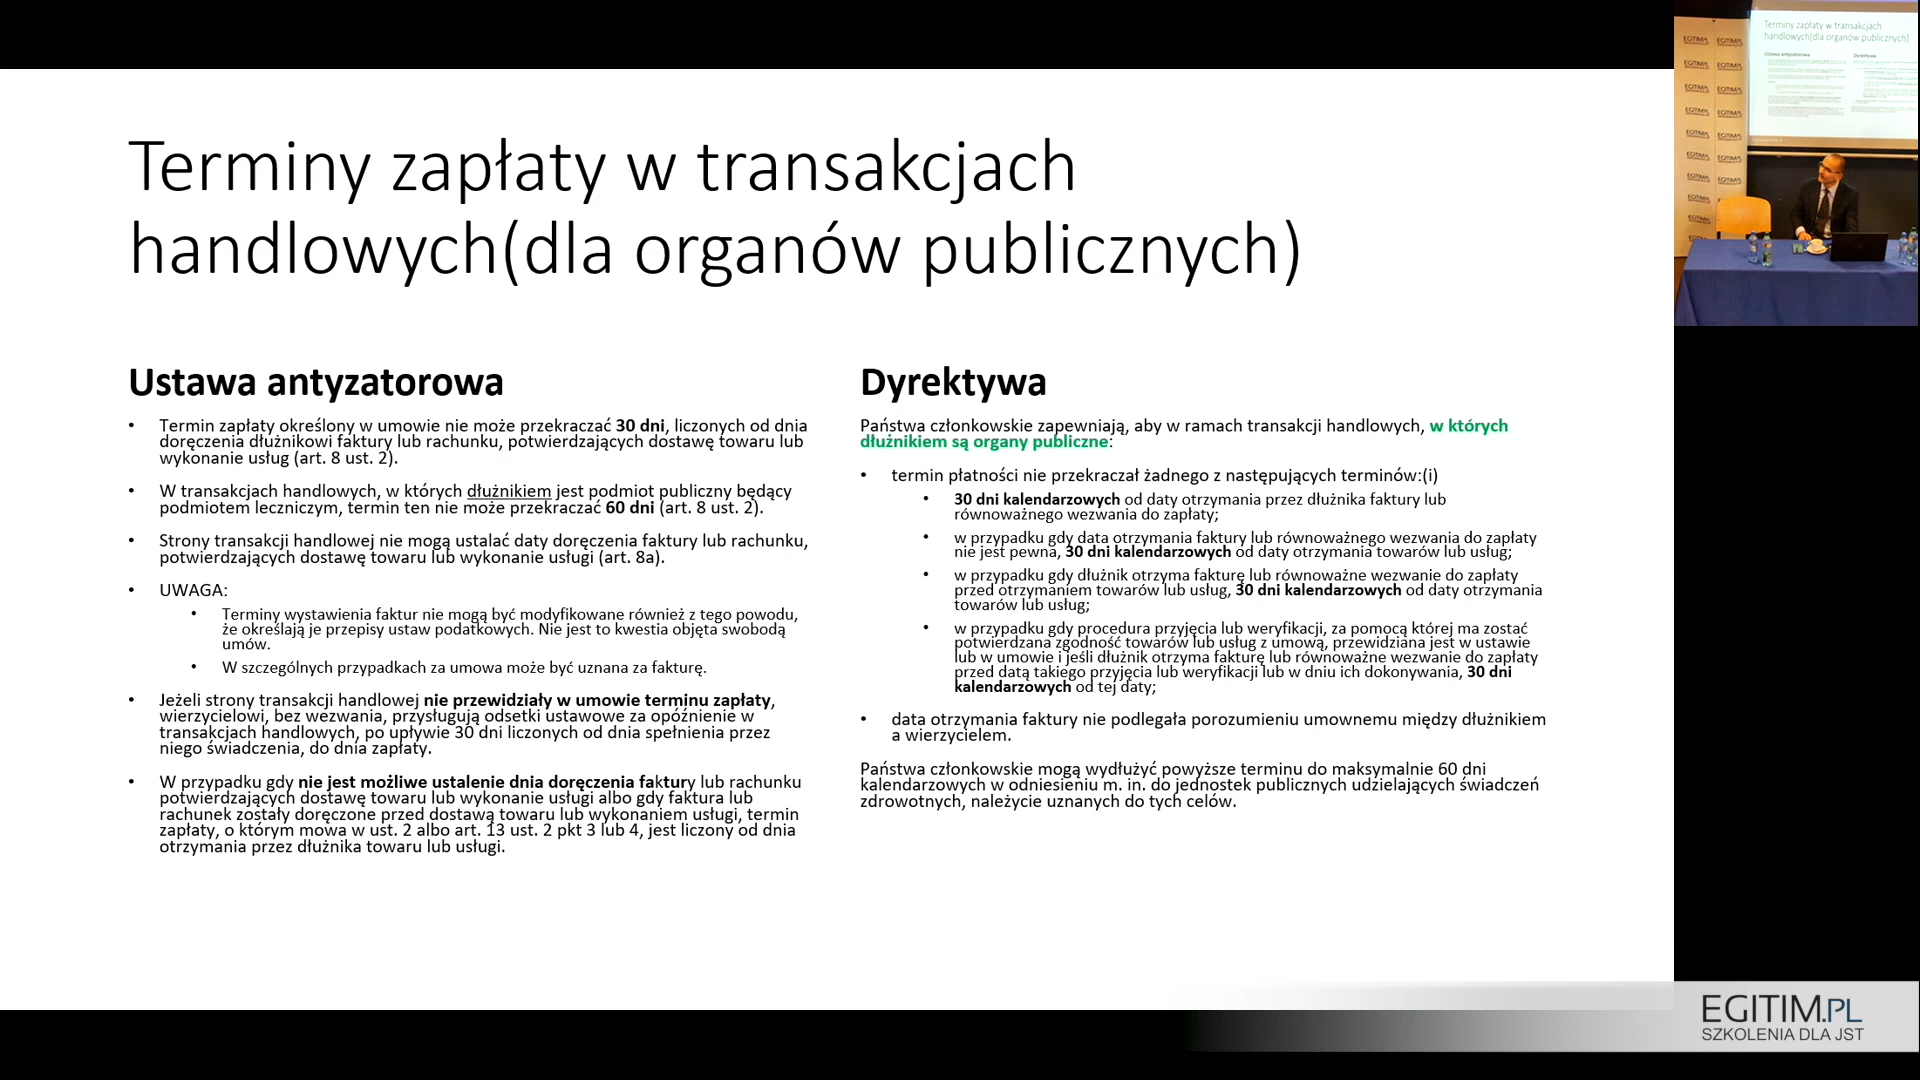 Terminy zapłaty w transakcjach
handlowych(dla organów publicznych)
Ustawa antyzatorowa
• Termin zapłaty określony w umowie nie może przekraczać 30 dni, liczonych od dnia
doręczenia dłużnikowi faktury lub rachunku, potwierdzających dostawę towaru lub
wykonanie usług (art. 8 ust. 2).
• W transakcjach handlowych, w których dłużnikiem jest podmiot publiczny będący
podmiotem leczniczym, termin ten nie może przekraczać 60 dni (art. 8 ust. 2).
• Strony transakcji handlowej nie mogą ustalać daty doręczenia faktury lub rachunku,
potwierdzających dostawę towaru lub wykonanie usługi (art. 8a).
• UWAGA:
• Terminy wystawienia faktur nie mogą być modyfikowane również z tego powodu,
że określają je przepisy ustaw podatkowych. Nie jest to kwestia objęta swobodą
umów.
• W szczególnych przypadkach za umowa może być uznana za fakturę.
• Jeżeli strony transakcji handlowej nie przewidziały w umowie terminu zapłaty,
wierzycielowi, bez wezwania, przysługują odsetki ustawowe za opóźnienie w
transakcjach handlowych, po upływie 30 dni liczonych od dnia spełnienia przez
niego świadczenia, do dnia zapłaty.
• W przypadku gdy nie jest możliwe ustalenie dnia doręczenia faktury lub rachunku
potwierdzających dostawę towaru lub wykonanie usługi albo gdy faktura lub
rachunek zostały doręczone przed dostawą towaru lub wykonaniem usługi, termin
zapłaty, o którym mowa w ust. 2 albo art. 13 ust. 2 pkt 3 lub 4, jest liczony od dnia
otrzymania przez dłużnika towaru lub usługi.
Dyrektywa
Państwa członkowskie zapewniają, aby w ramach transakcji handlowych, w których
dłużnikiem są organy publiczne:
• termin płatności nie przekraczał żadnego z następujących terminów:(i)
• 30 dni kalendarzowych od daty otrzymania przez dłużnika faktury lub
równoważnego wezwania do zapłaty;
• w przypadku gdy data otrzymania faktury lub równoważnego wezwania do zapłaty
nie jest pewna, 30 dni kalendarzowych od daty otrzymania towarów lub usług;
• w przypadku gdy dłużnik otrzyma fakturę lub równoważne wezwanie do zapłaty
przed otrzymaniem towarów lub usług, 30 dni kalendarzowych od daty otrzymania
towarów lub usług;
• w przypadku gdy procedura przyjęcia lub weryfikacji, za pomocą której ma zostać
potwierdzana zgodność towarów lub usług z umową, przewidziana jest w ustawie
lub w umowie i jeśli dłużnik otrzyma fakturę lub równoważne wezwanie do zapłaty
przed datą takiego przyjęcia lub weryfikacji lub w dniu ich dokonywania, 30 dni
kalendarzowych od tej daty;
• data otrzymania faktury nie podlegała porozumieniu umownemu między dłużnikiem
a wierzycielem.
Państwa członkowskie mogą wydłużyć powyższe terminu do maksymalnie 60 dni
kalendarzowych w odniesieniu m. in. do jednostek publicznych udzielających świadczeń
zdrowotnych, należycie uznanych do tych celów.
Terminy zapłaty w transakcjach
handlowych(dla organów publicznych)
Ustawa antyzatorowa
Dyrektywa
EGITIM.PL
SZKOLENIA DLA JST